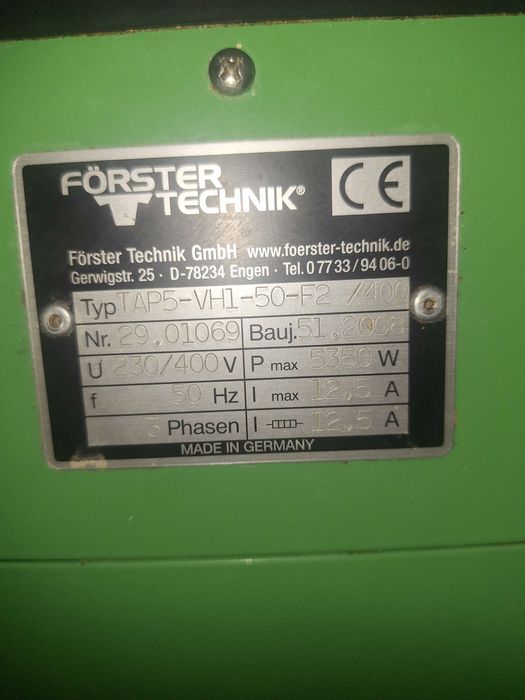 FÖRSTER
TECHNIK®
CE
Förster Technik GmbH www.foerster-technik.de
Gerwigstr. 25 · D-78234 Engen · Tel. 0 77 33/94 06-0
Typ TAP5-VH1-50-F2 /400
Nr. 29.01069 Bauj. 51.2008
U 230/400 V P max 5350 W
f 50 Hz I max 12,5 A
3 Phasen I 12,5 A
MADE IN GERMANY